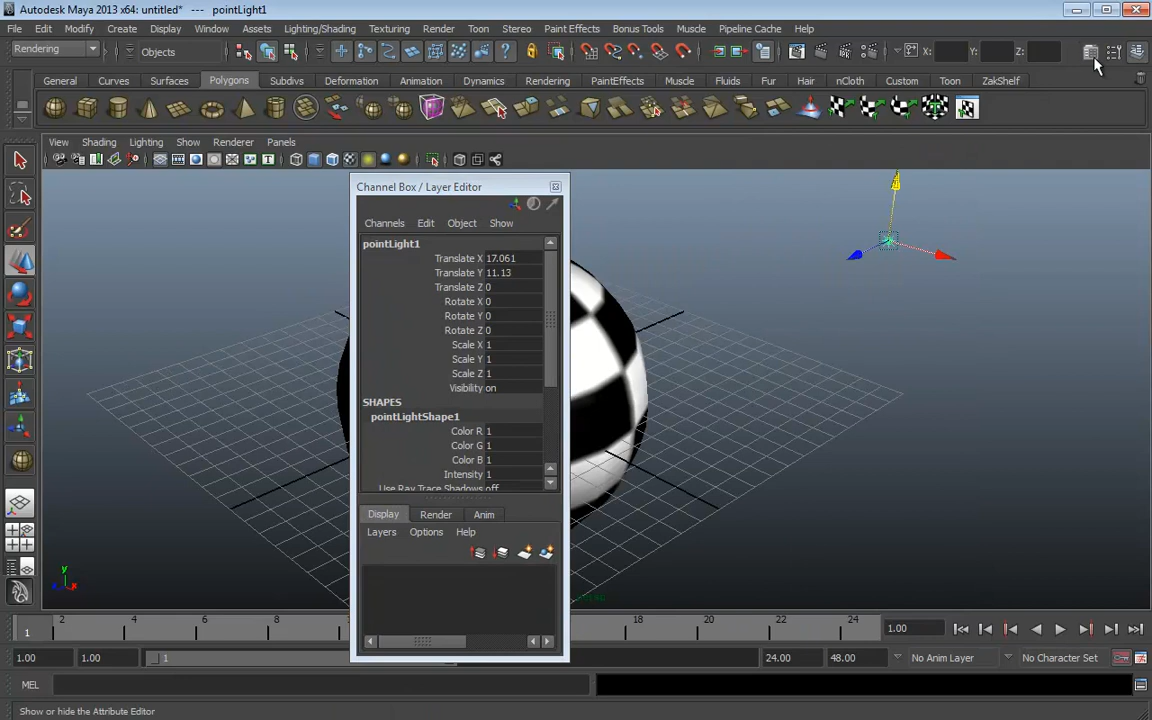 Autodesk Maya 2013 x64: untitled* --- pointLight1
File Edit Modify Create Display Window Assets Lighting/Shading Texturing Render Toon Stereo Paint Effects Bonus Tools Muscle Pipeline Cache Help
Rendering Objects X: Y: Z:
General Curves Surfaces Polygons Subdivs Deformation Animation Dynamics Rendering PaintEffects Muscle Fluids Fur Hair nCloth Custom Toon ZakShelf
View Shading Lighting Show Renderer Panels
Channel Box / Layer Editor
Channels Edit Object Show
pointLight1
Translate X 17.061
Translate Y 11.13
Translate Z 0
Rotate X 0
Rotate Y 0
Rotate Z 0
Scale X 1
Scale Y 1
Scale Z 1
Visibility on
SHAPES
pointLightShape1
Color R 1
Color G 1
Color B 1
Intensity 1
Use Ray Trace Shadows off
Display Render Anim
Layers Options Help
y
1 2 4 6 8 10 18 20 22 24 1.00
1.00 1.00 1 24.00 48.00 No Anim Layer No Character Set
MEL
Show or hide the Attribute Editor